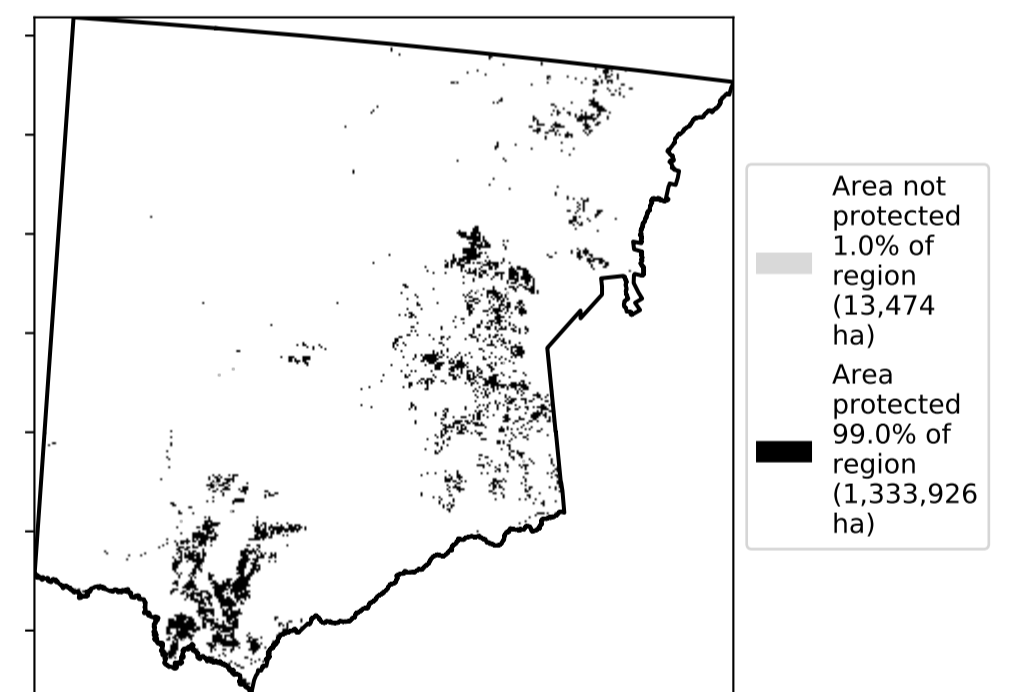 Area not
protected
1.0% of
region
(13,474
ha)
Area
protected
99.0% of
region
(1,333,926
ha)